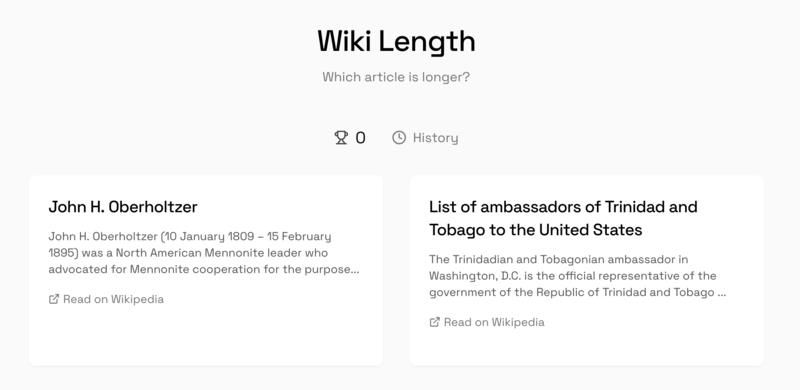 Wiki Length
Which article is longer?
0 History
John H. Oberholtzer
John H. Oberholtzer (10 January 1809 – 15 February
1895) was a North American Mennonite leader who
advocated for Mennonite cooperation for the purpose...
Read on Wikipedia
List of ambassadors of Trinidad and
Tobago to the United States
The Trinidadian and Tobagonian ambassador in
Washington, D.C. is the official representative of the
government of the Republic of Trinidad and Tobago ...
Read on Wikipedia